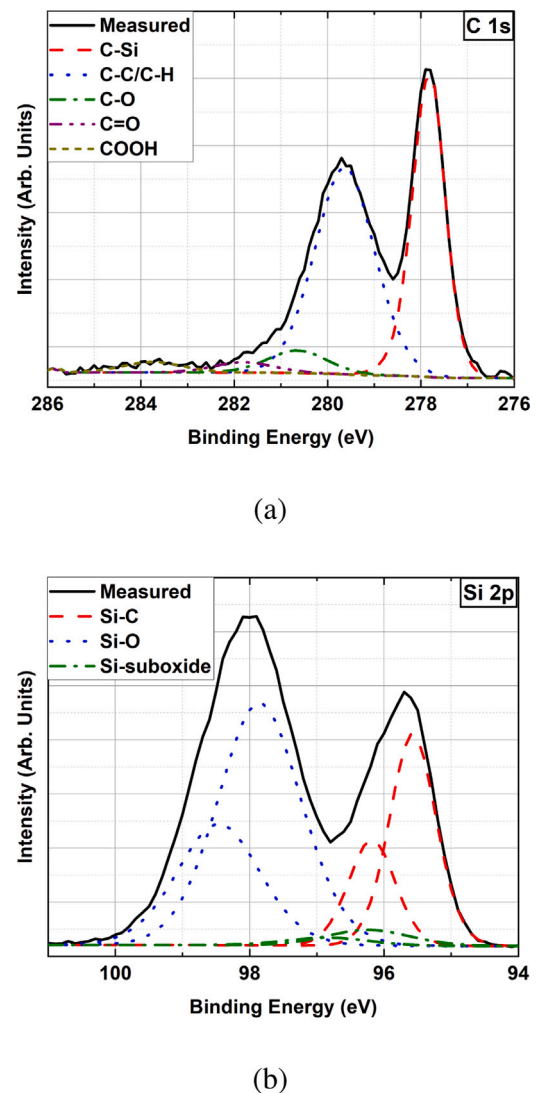 Measured
C-Si
C-C/C-H
C-O
C=O
COOH
C 1s
Intensity (Arb. Units)
286 284 282 280 278 276
Binding Energy (eV)
(a)
Measured
Si-C
Si-O
Si-suboxide
Si 2p
Intensity (Arb. Units)
100 98 96 94
Binding Energy (eV)
(b)